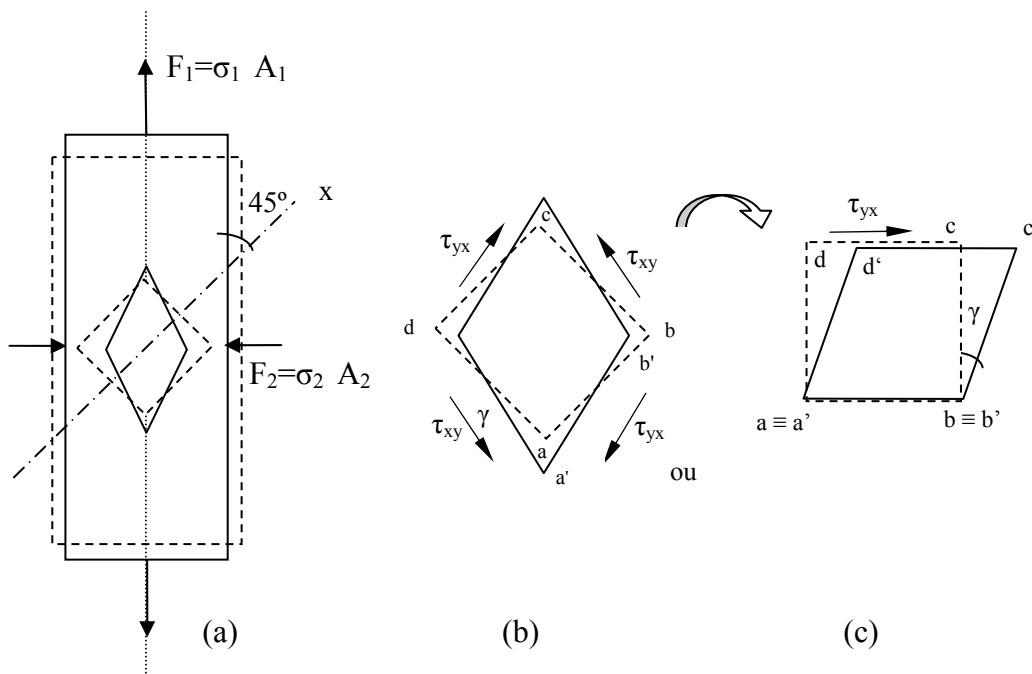 F₁=σ₁ A₁
45º
x
F₂=σ₂ A₂
(a)
c
τyx
τxy
d
b
b'
τxy
γ
τyx
a
a'
ou
(b)
τyx
c
c
d
d‘
γ
a ≡ a’
b ≡ b’
(c)